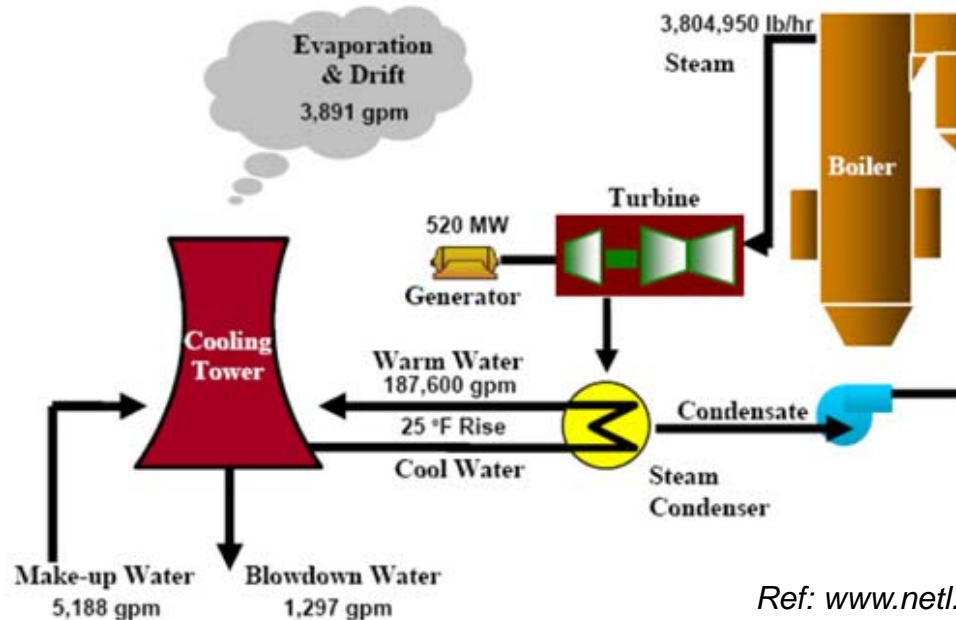 3,804,950 lb/hr
Steam
Evaporation
& Drift
3,891 gpm
Boiler
Turbine
520 MW
Generator
Cooling
Tower
Warm Water
187,600 gpm
25 °F Rise
Cool Water
Condensate
Steam
Condenser
Make-up Water
5,188 gpm
Blowdown Water
1,297 gpm
Ref: www.netl.